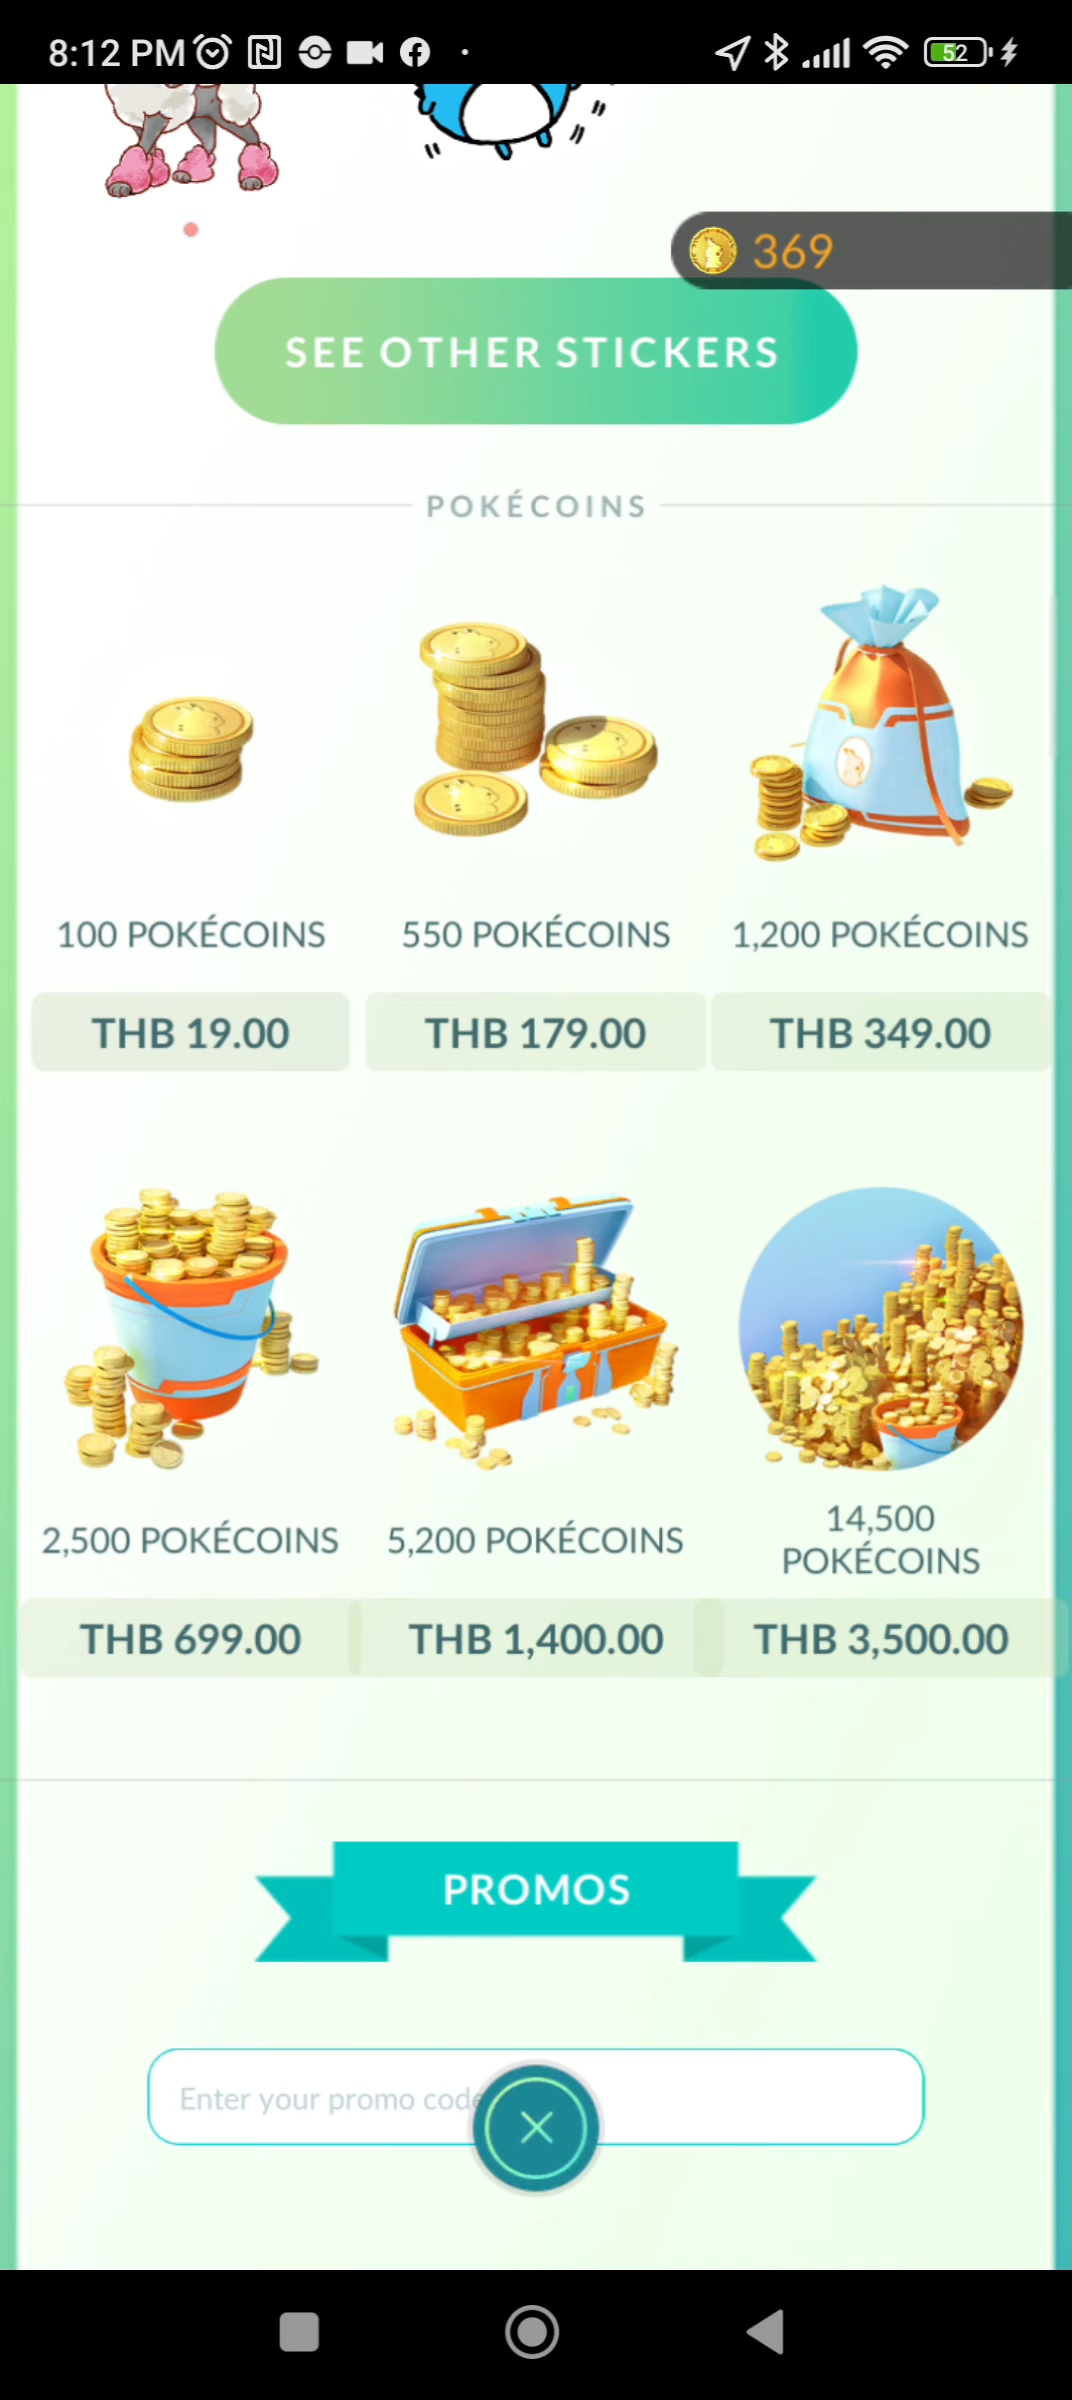 8:12 PM
52
369
SEE OTHER STICKERS
POKÉCOINS
100 POKÉCOINS
550 POKÉCOINS
1,200 POKÉCOINS
THB 19.00
THB 179.00
THB 349.00
2,500 POKÉCOINS
5,200 POKÉCOINS
14,500
POKÉCOINS
THB 699.00
THB 1,400.00
THB 3,500.00
PROMOS
Enter your promo code